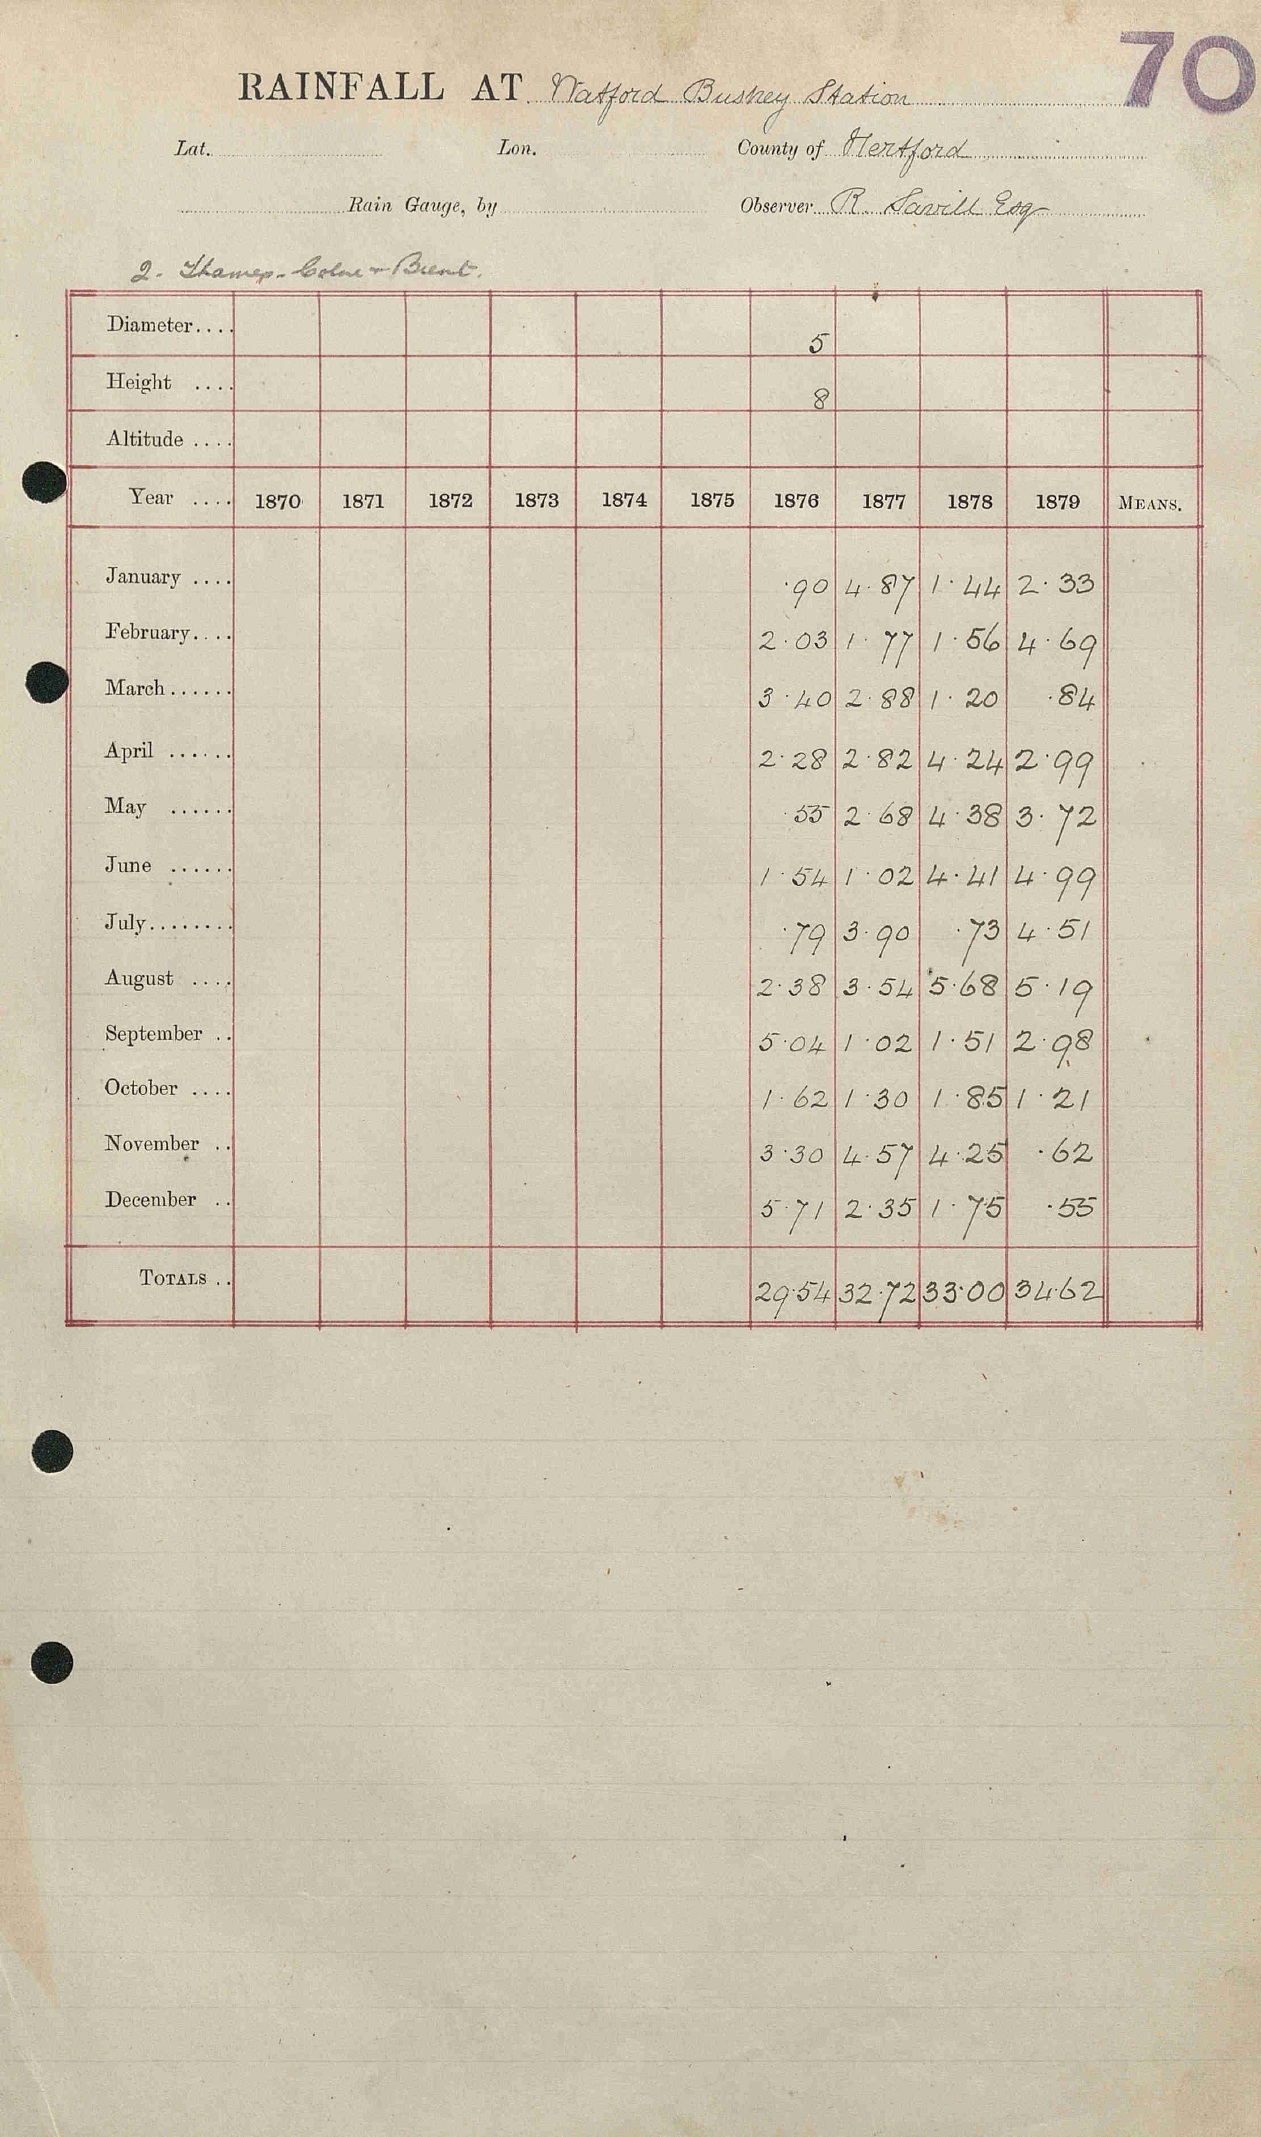 70
RAINFALL AT Watford Bushey Station
Lat. Lon. County of Hertford
Rain Gauge, by Observer R. Savill Esq
2. Thames - Colne & Brent.
Diameter.... 5
Height .... 8
Altitude ....
Year .... 1870 1871 1872 1873 1874 1875 1876 1877 1878 1879 MEANS.
January .... ·90 4·87 1·44 2·33
February.... 2·03 1·77 1·56 4·69
March...... 3·40 2·88 1·20 ·84
April ...... 2·28 2·82 4·24 2·99
May ...... ·55 2·68 4·38 3·72
June ...... 1·54 1·02 4·41 4·99
July........ ·79 3·90 ·73 4·51
August .... 2·38 3·54 5·68 5·19
September .. 5·04 1·02 1·51 2·98
October .... 1·62 1·30 1·85 1·21
November .. 3·30 4·57 4·25 ·62
December .. 5·71 2·35 1·75 ·55
TOTALS .. 29·54 32·72 33·00 34·62